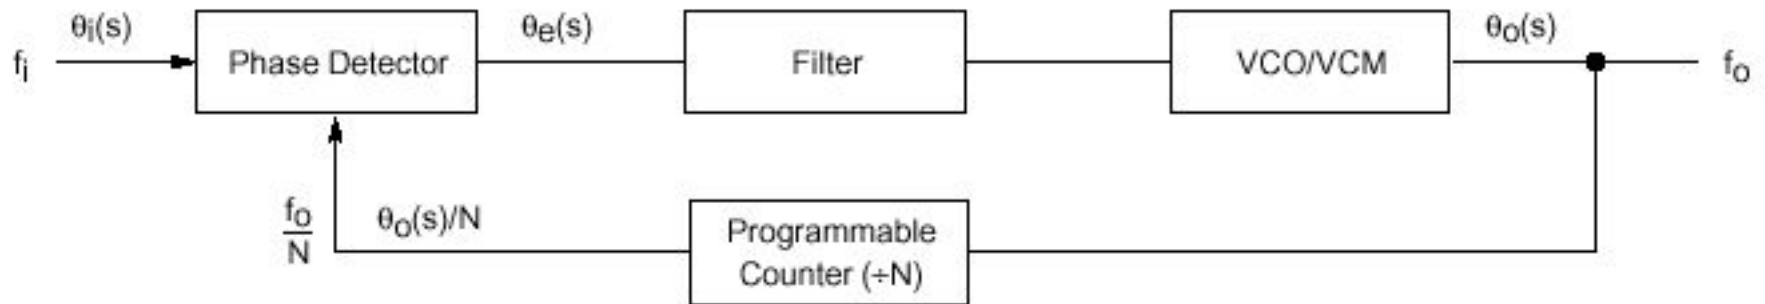 θi(s)
θe(s)
θo(s)
fi
Phase Detector
Filter
VCO/VCM
fo
fo
N
θo(s)/N
Programmable
Counter (÷N)